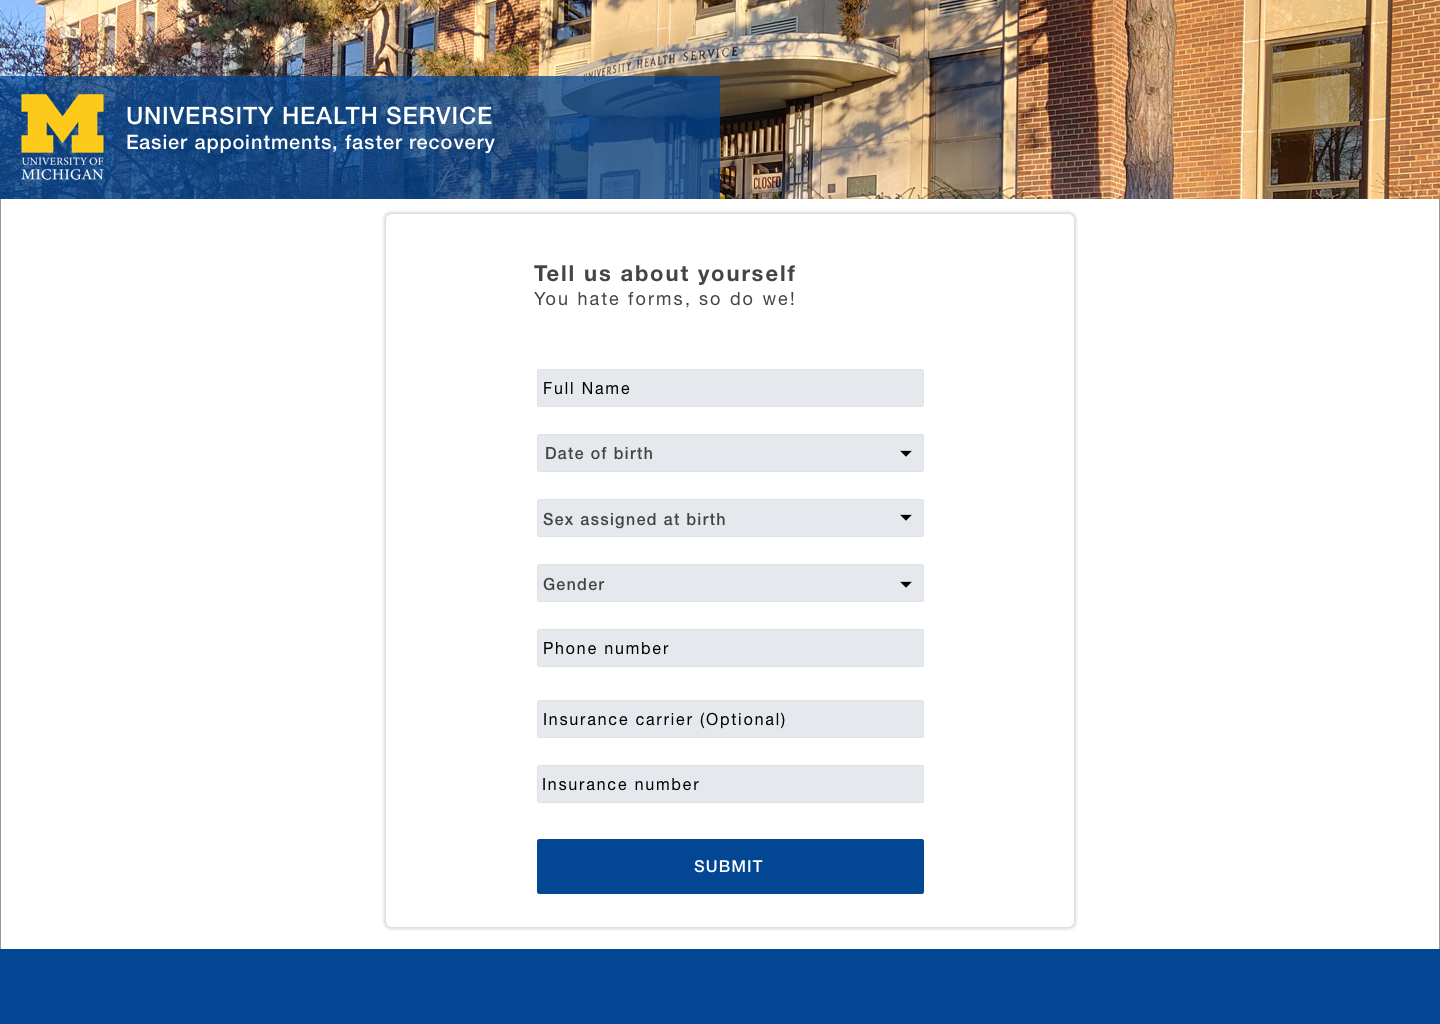 UNIVERSITY HEALTH SERVICE
CLOSED
UNIVERSITY OF
MICHIGAN
UNIVERSITY HEALTH SERVICE
Easier appointments, faster recovery
Tell us about yourself
You hate forms, so do we!
Full Name
Date of birth
Sex assigned at birth
Gender
Phone number
Insurance carrier (Optional)
Insurance number
SUBMIT